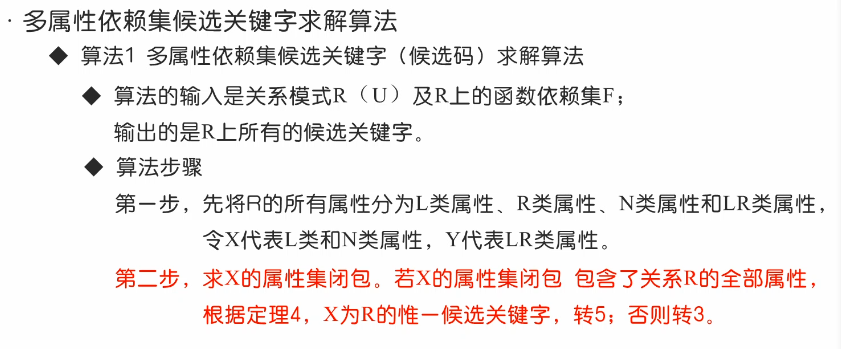 · 多属性依赖集候选关键字求解算法
◆ 算法1 多属性依赖集候选关键字（候选码）求解算法
◆ 算法的输入是关系模式R（U）及R上的函数依赖集F；
输出的是R上所有的候选关键字。
◆ 算法步骤
第一步，先将R的所有属性分为L类属性、R类属性、N类属性和LR类属性，
令X代表L类和N类属性，Y代表LR类属性。
第二步，求X的属性集闭包。若X的属性集闭包 包含了关系R的全部属性，
根据定理4，X为R的惟一候选关键字，转5；否则转3。